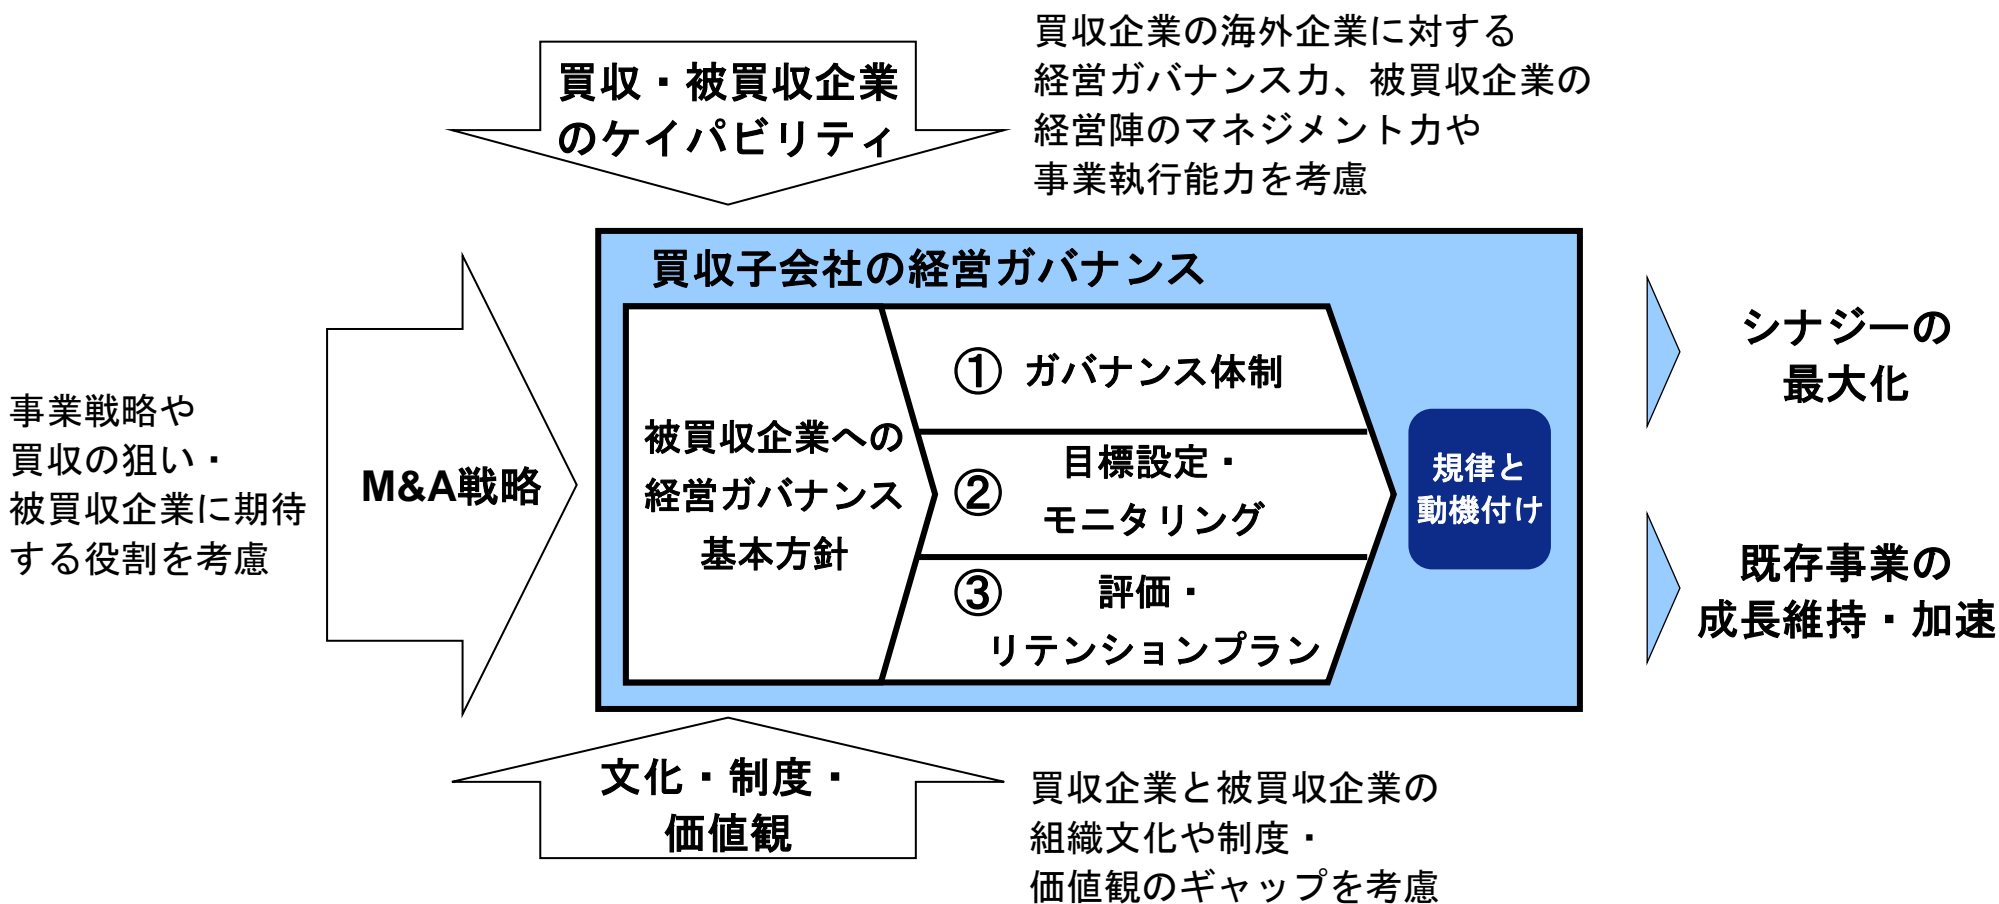 買収・被買収企業
のケイパビリティ
買収企業の海外企業に対する
経営ガバナンス力、被買収企業の
経営陣のマネジメント力や
事業執行能力を考慮
事業戦略や
買収の狙い・
被買収企業に期待
する役割を考慮
M&A戦略
買収子会社の経営ガバナンス
被買収企業への
経営ガバナンス
基本方針
① ガバナンス体制
② 目標設定・
モニタリング
③ 評価・
リテンションプラン
規律と
動機付け
シナジーの
最大化
既存事業の
成長維持・加速
文化・制度・
価値観
買収企業と被買収企業の
組織文化や制度・
価値観のギャップを考慮